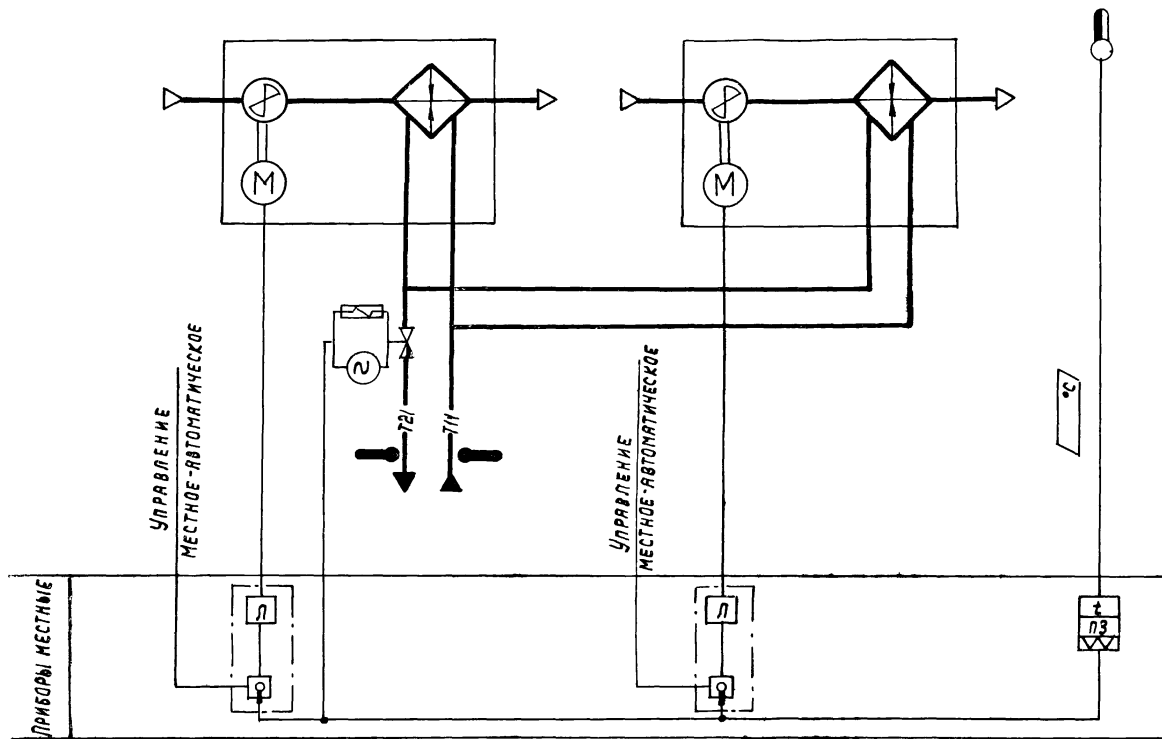 М
М
~
Т21
Т11
Управление
местное-автоматическое
Управление
местное-автоматическое
°С
Приборы местные
Л
Л
t
ПЗ